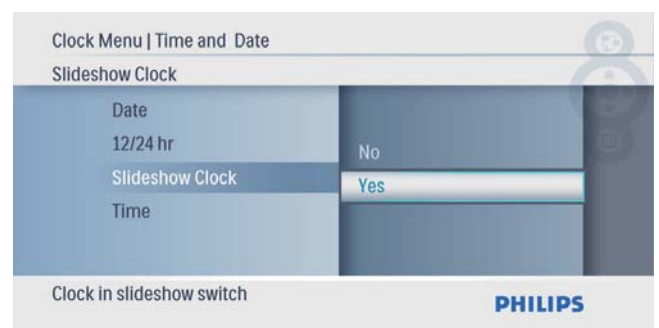 Clock Menu | Time and Date
Slideshow Clock
Date
12/24 hr
Slideshow Clock
Time
No
Yes
Clock in slideshow switch
PHILIPS